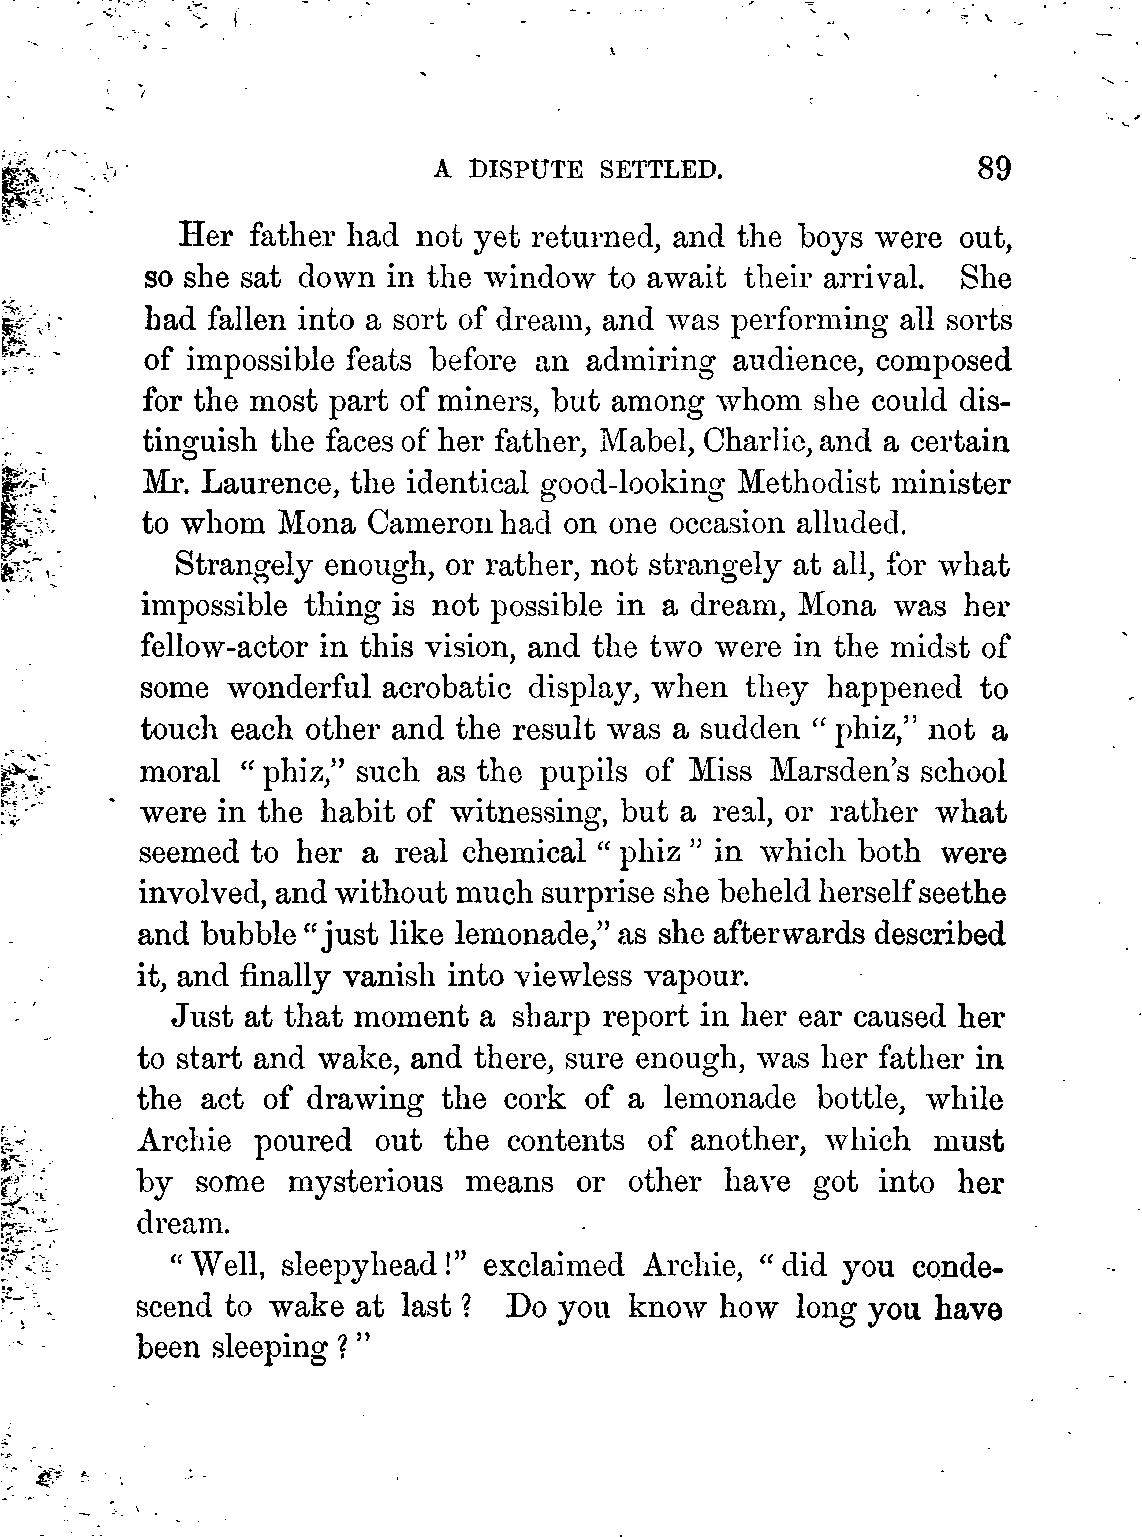 A DISPUTE SETTLED. 89
Her father had not yet returned, and the boys were out,
so she sat down in the window to await their arrival. She
had fallen into a sort of dream, and was performing all sorts
of impossible feats before an admiring audience, composed
for the most part of miners, but among whom she could dis-
tinguish the faces of her father, Mabel, Charlie, and a certain
Mr. Laurence, the identical good-looking Methodist minister
to whom Mona Cameron had on one occasion alluded.
Strangely enough, or rather, not strangely at all, for what
impossible thing is not possible in a dream, Mona was her
fellow-actor in this vision, and the two were in the midst of
some wonderful acrobatic display, when they happened to
touch each other and the result was a sudden “ phiz,” not a
moral “ phiz,” such as the pupils of Miss Marsden’s school
were in the habit of witnessing, but a real, or rather what
seemed to her a real chemical “ phiz ” in which both were
involved, and without much surprise she beheld herself seethe
and bubble “just like lemonade,” as she afterwards described
it, and finally vanish into viewless vapour.
Just at that moment a sharp report in her ear caused her
to start and wake, and there, sure enough, was her father in
the act of drawing the cork of a lemonade bottle, while
Archie poured out the contents of another, which must
by some mysterious means or other have got into her
dream.
“ Well, sleepyhead !” exclaimed Archie, “ did you conde-
scend to wake at last ? Do you know how long you have
been sleeping ? ”